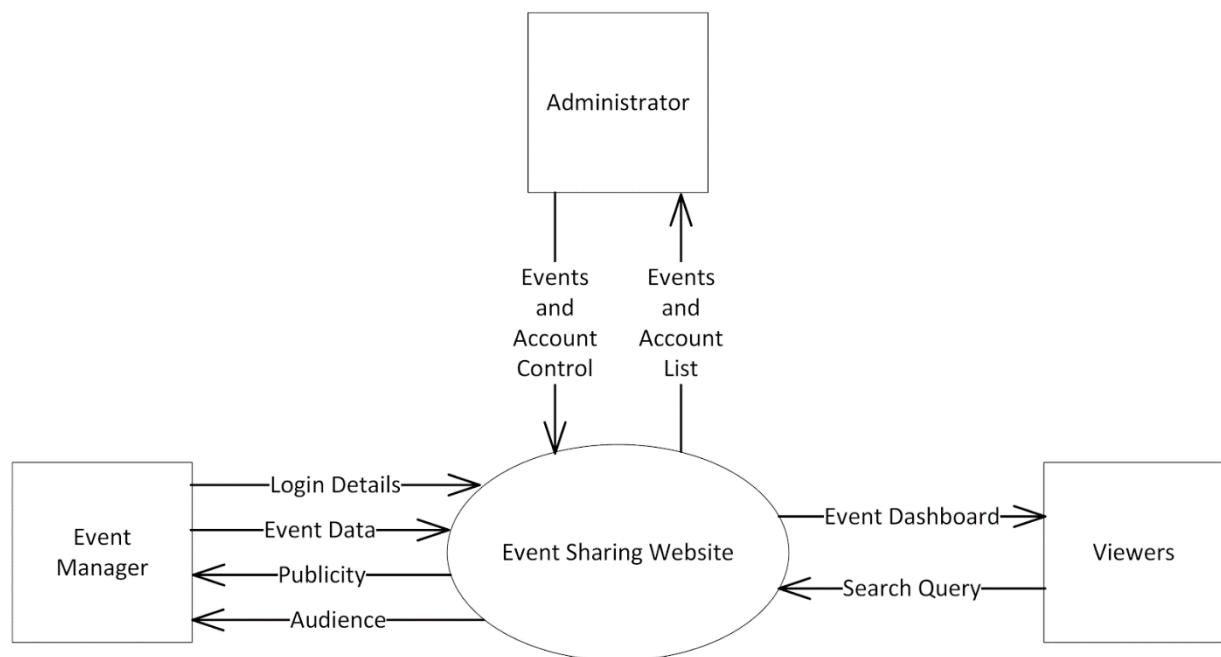 Administrator
Events
and
Account
Control
Events
and
Account
List
Event
Manager
Login Details
Event Data
Publicity
Audience
Event Sharing Website
Event Dashboard
Search Query
Viewers